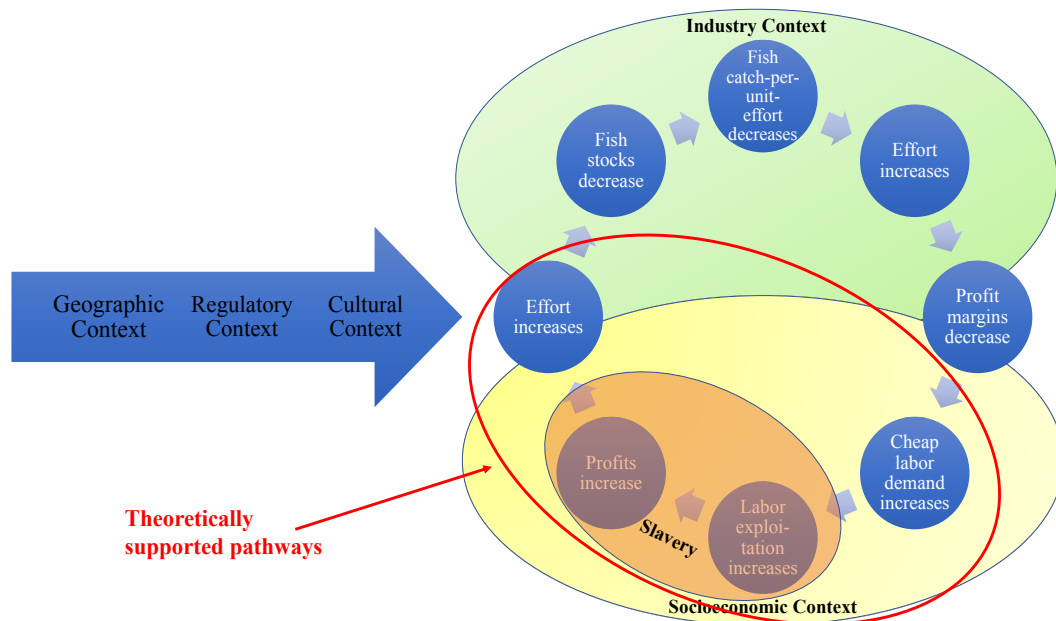 Industry Context
Fish
catch-per-
unit-
effort
decreases
Fish
stocks
decrease
Effort
increases
Geographic
Context
Regulatory
Context
Cultural
Context
Effort
increases
Profit
margins
decrease
Profits
increase
Cheap
labor
demand
increases
Labor
exploi-
tation
increases
Slavery
Theoretically
supported pathways
Socioeconomic Context